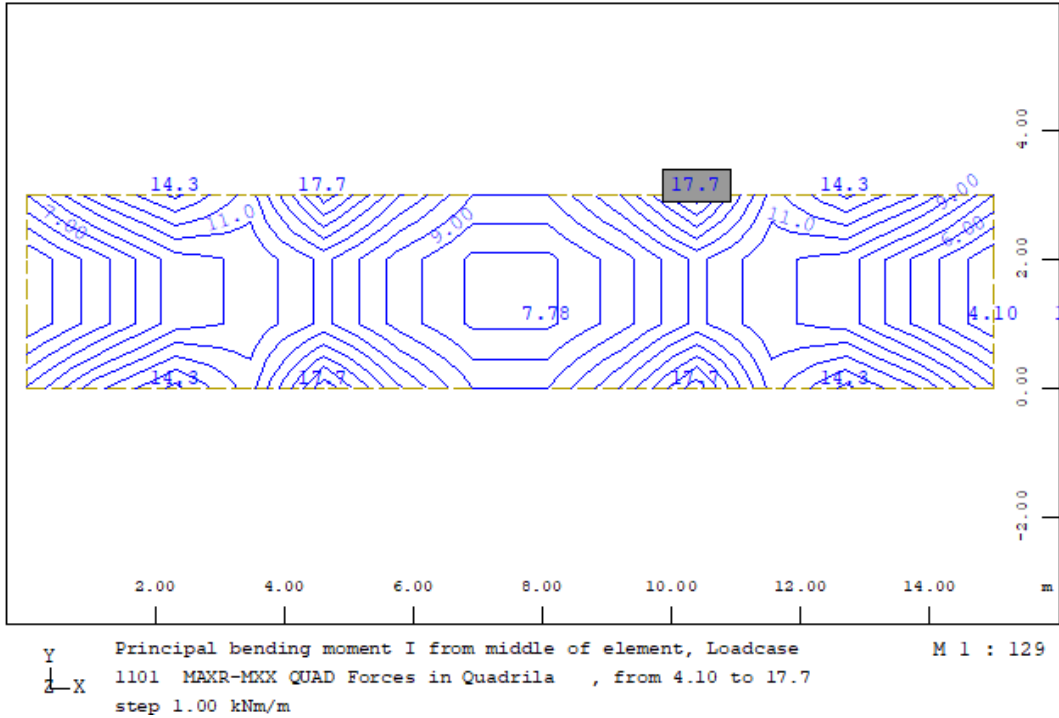 4.00
14.3 17.7 17.7 14.3 9.00
7.00 11.0 9.00 11.0 6.00
2.00
7.78 4.10
14.3 17.7 17.7 14.3
0.00
-2.00
2.00 4.00 6.00 8.00 10.00 12.00 14.00 m
Y
Z X
Principal bending moment I from middle of element, Loadcase M 1 : 129
1101 MAXR-MXX QUAD Forces in Quadrila , from 4.10 to 17.7
step 1.00 kNm/m